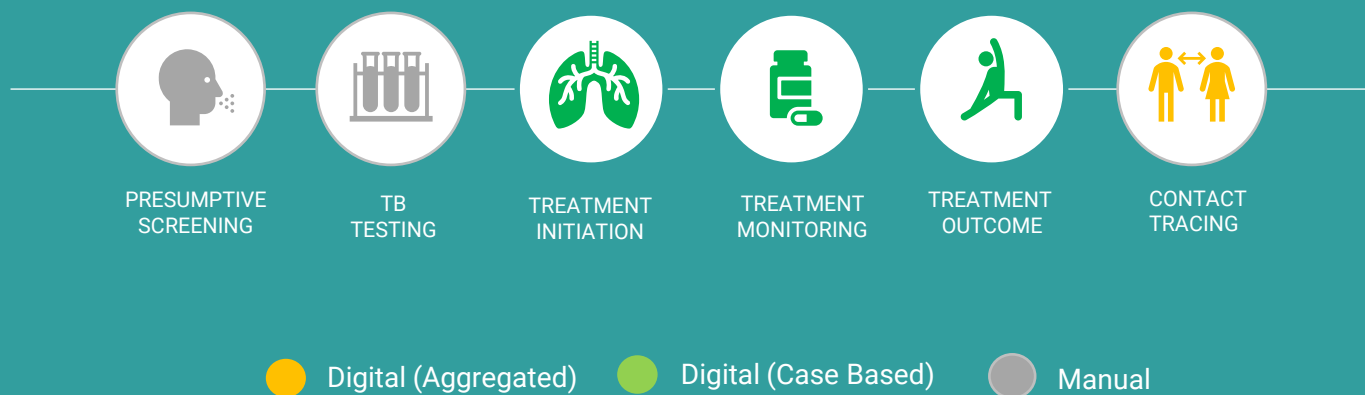 PRESUMPTIVE
SCREENING
TB
TESTING
TREATMENT
INITIATION
TREATMENT
MONITORING
TREATMENT
OUTCOME
CONTACT
TRACING
Digital (Aggregated)
Digital (Case Based)
Manual